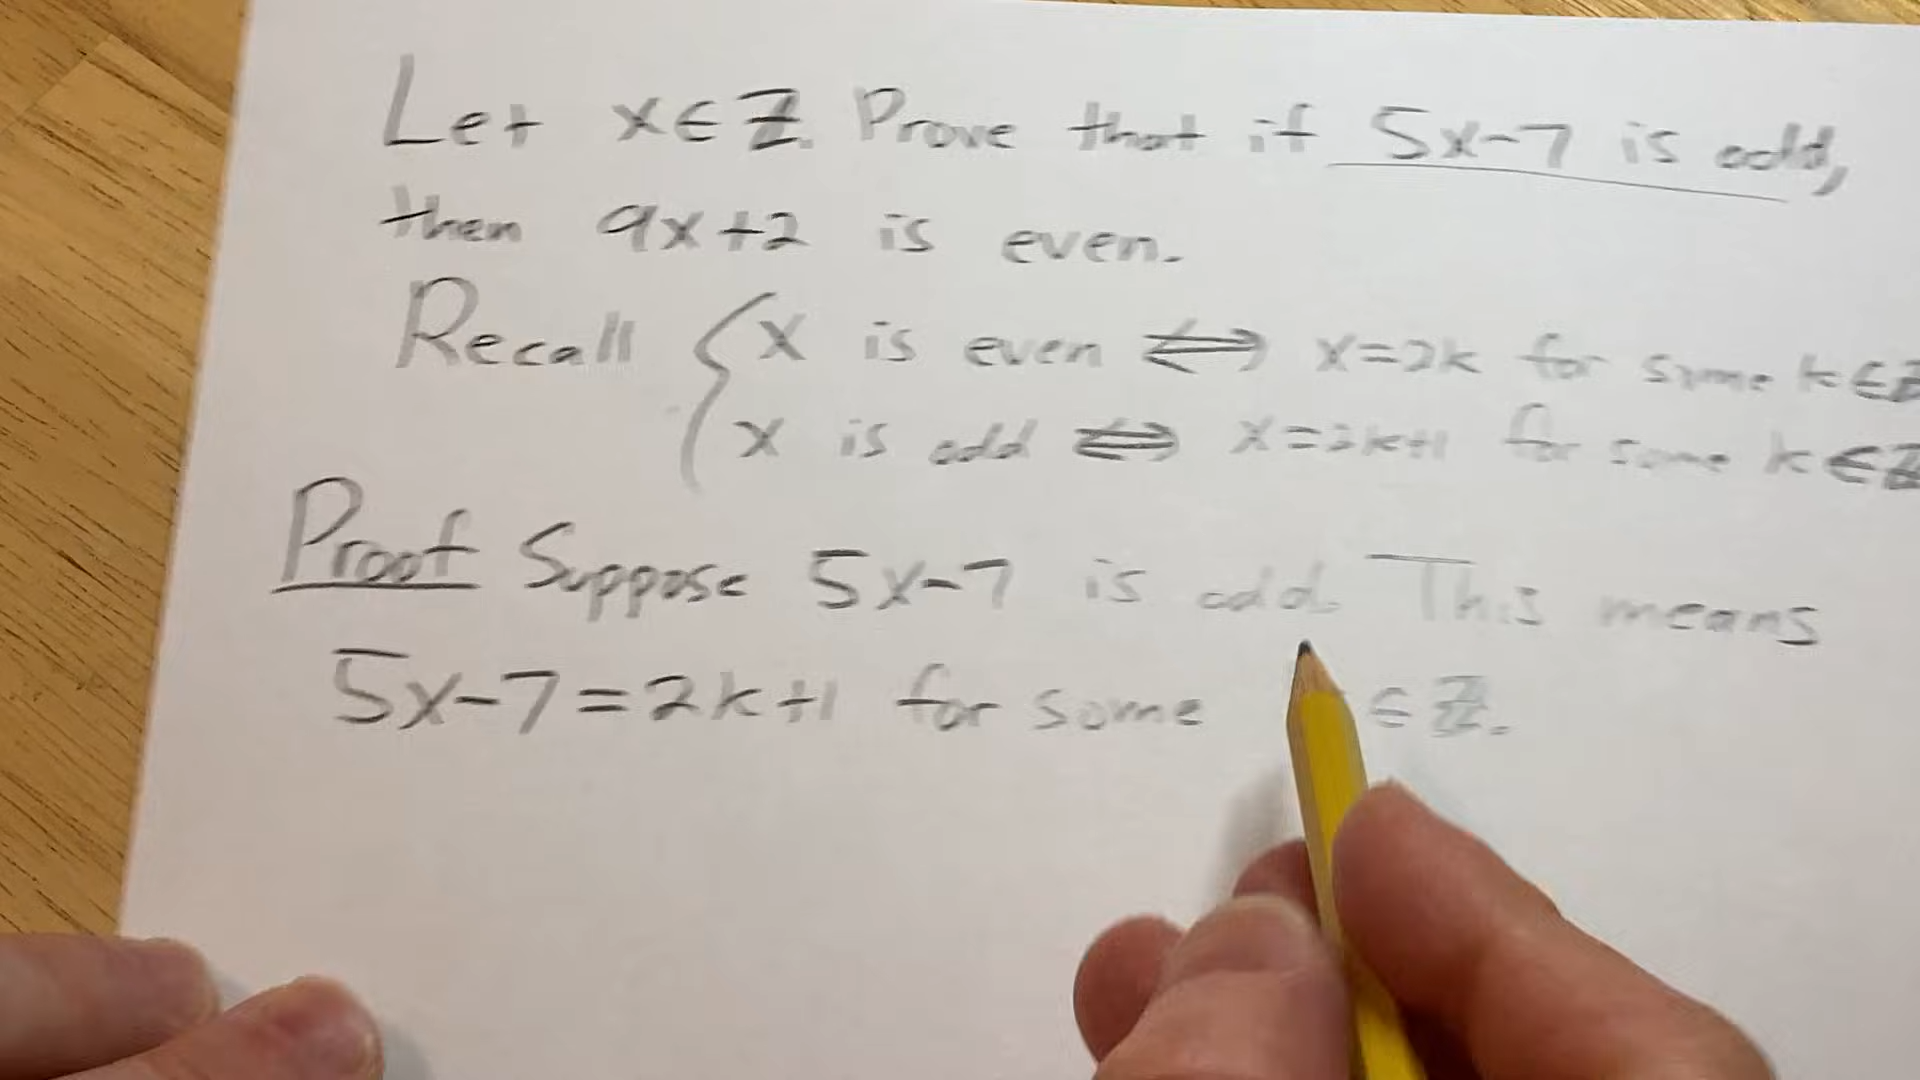 Let x∈ℤ. Prove that if 5x-7 is odd,
then 9x+2 is even.
Recall { x is even ⟺ x=2k for some k∈ℤ
x is odd ⟺ x=2k+1 for some k∈ℤ
Proof Suppose 5x-7 is odd. This means
5x-7=2k+1 for some ∈ℤ.